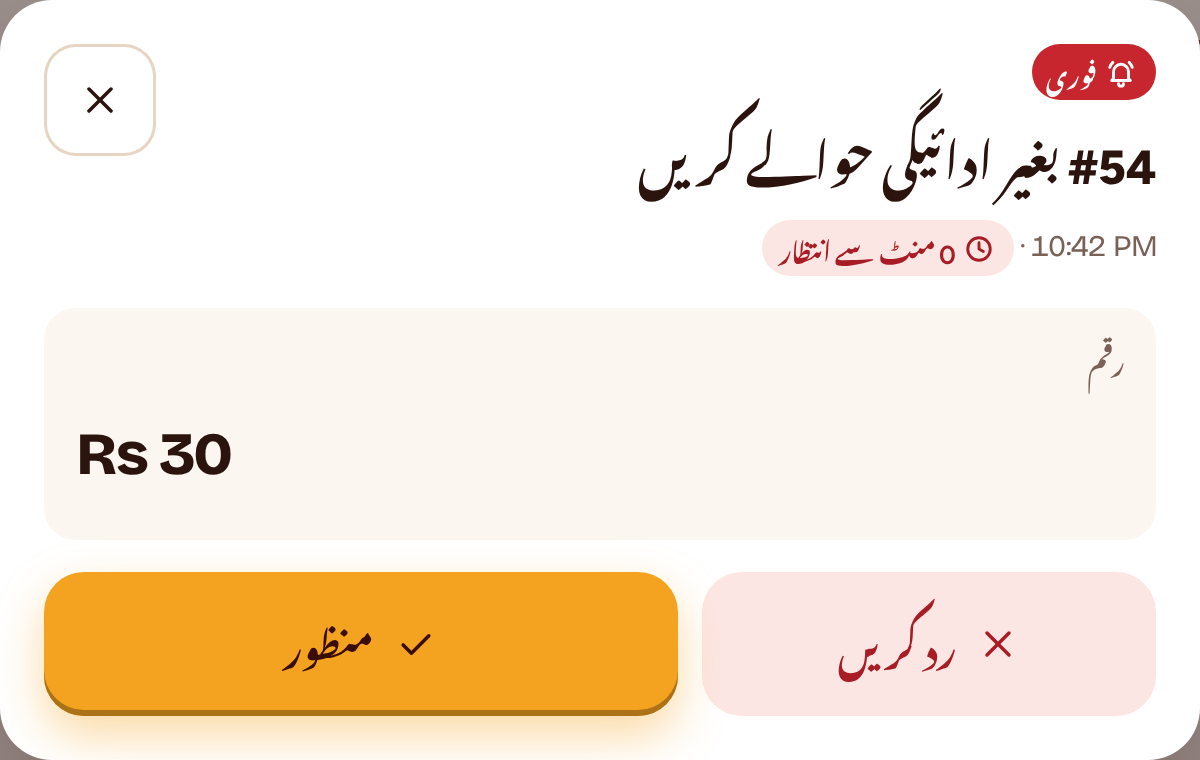 فوری
#54 بغیر ادائیگی حوالے کریں
10:42 PM · 0 منٹ سے انتظار
رقم
Rs 30
رد کریں
منظور